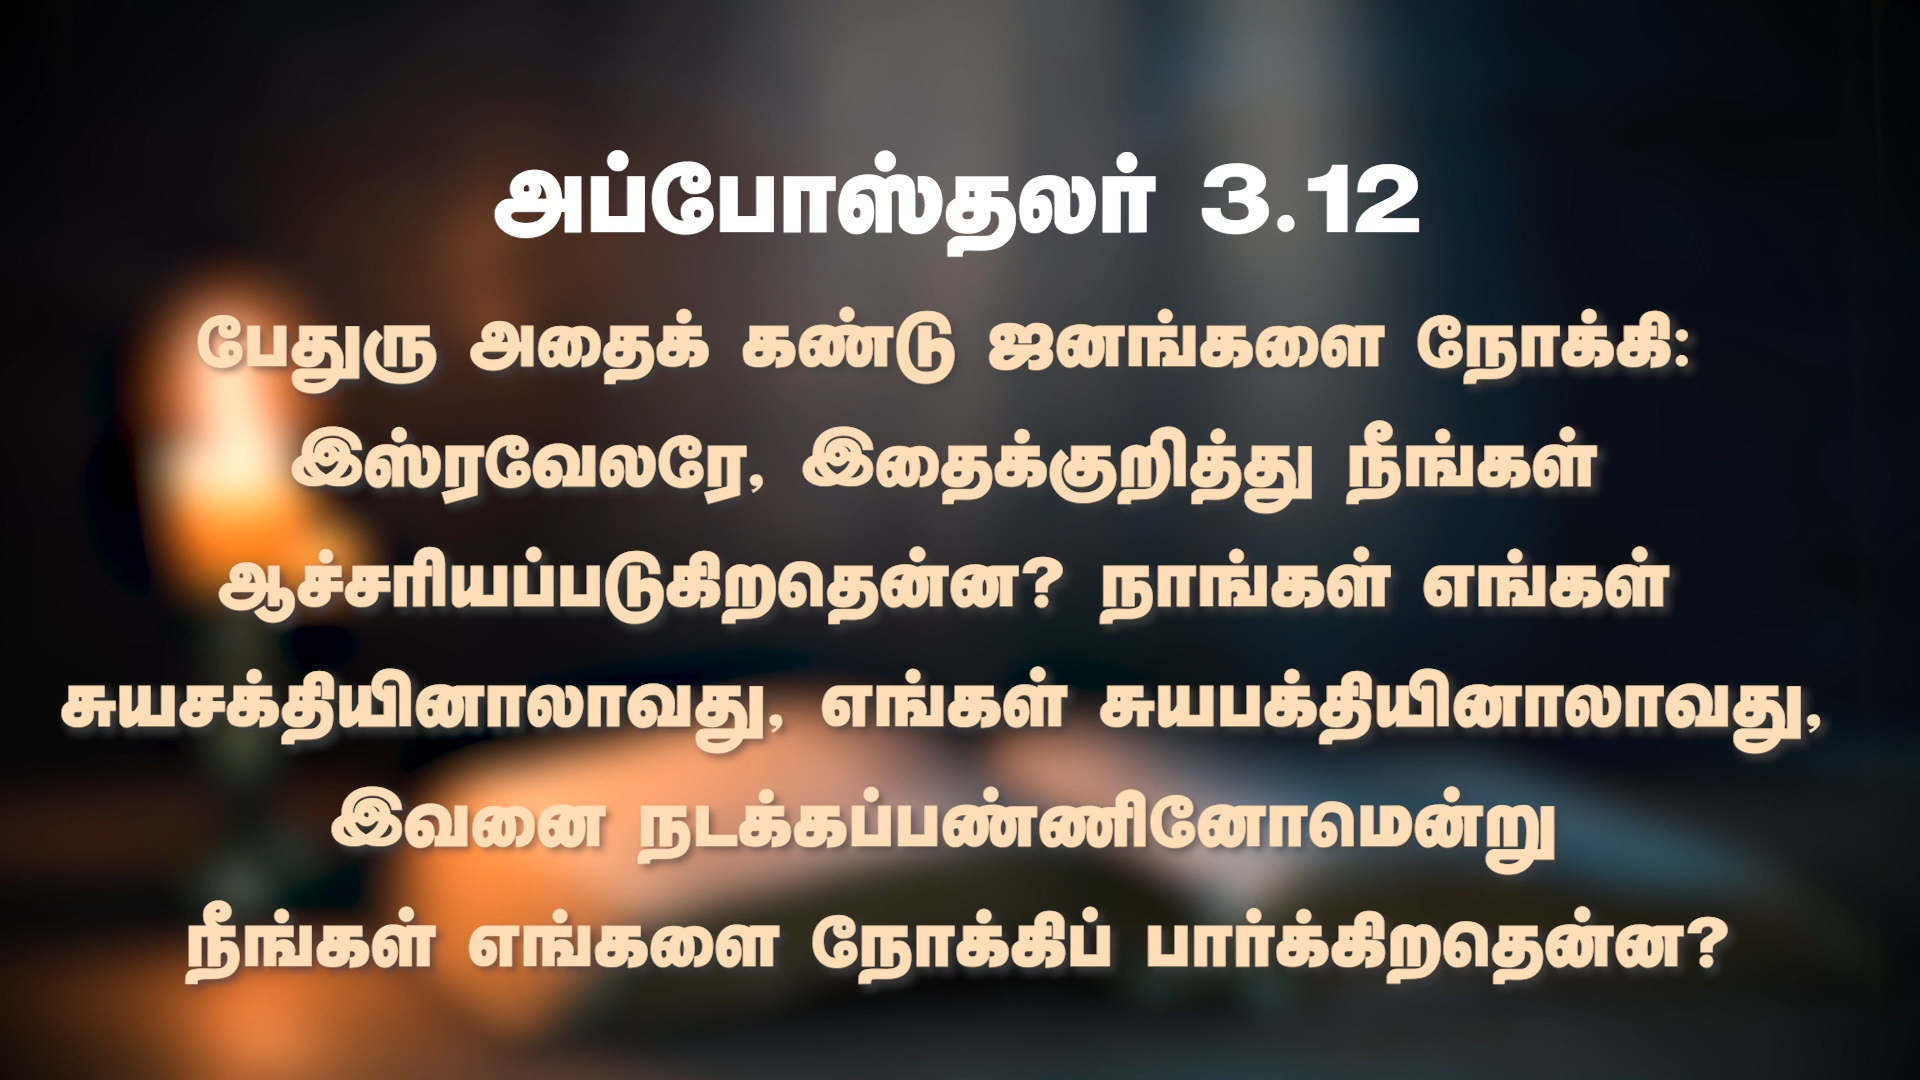 அப்போஸ்தலர் 3.12
பேதுரு அதைக் கண்டு ஜனங்களை நோக்கி:
இஸ்ரவேலரே, இதைக்குறித்து நீங்கள்
ஆச்சரியப்படுகிறதென்ன? நாங்கள் எங்கள்
சுயசக்தியினாலாவது, எங்கள் சுயபக்தியினாலாவது,
இவனை நடக்கப்பண்ணினோமென்று
நீங்கள் எங்களை நோக்கிப் பார்க்கிறதென்ன?